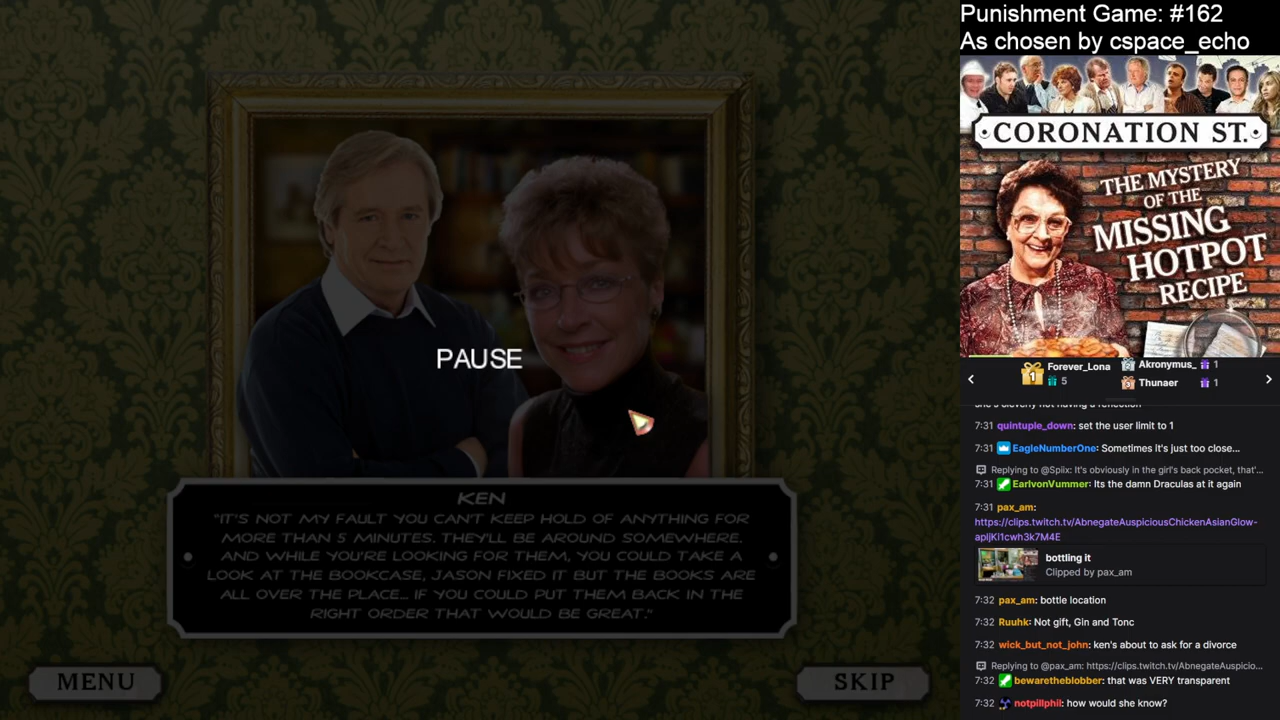 Punishment Game: #162
As chosen by cspace_echo
CORONATION ST.
THE MYSTERY
OF THE
MISSING
HOTPOT
RECIPE
PAUSE
KEN
"IT'S NOT MY FAULT YOU CAN'T KEEP HOLD OF ANYTHING FOR
MORE THAN 5 MINUTES. THEY'LL BE AROUND SOMEWHERE.
AND WHILE YOU'RE LOOKING FOR THEM, YOU COULD TAKE A
LOOK AT THE BOOKCASE, JASON FIXED IT BUT THE BOOKS ARE
ALL OVER THE PLACE... IF YOU COULD PUT THEM BACK IN THE
RIGHT ORDER THAT WOULD BE GREAT."
MENU
SKIP
1 Forever_Lona
5
2 Akronymus_ 1
3 Thunaer 1
7:31 quintuple_down: set the user limit to 1
7:31 EagleNumberOne: Sometimes it's just too close...
Replying to @Spiix: It's obviously in the girl's back pocket, that'...
7:31 EarlvonVummer: Its the damn Draculas at it again
7:31 pax_am:
https://clips.twitch.tv/AbnegateAuspiciousChickenAsianGlow-
apljKl1cwh3k7M4E
bottling it
Clipped by pax_am
7:32 pax_am: bottle location
7:32 Ruuhk: Not gift, Gin and Tonc
7:32 wick_but_not_john: ken's about to ask for a divorce
Replying to @pax_am: https://clips.twitch.tv/AbnegateAuspicio...
7:32 bewaretheblobber: that was VERY transparent
7:32 notpillphil: how would she know?